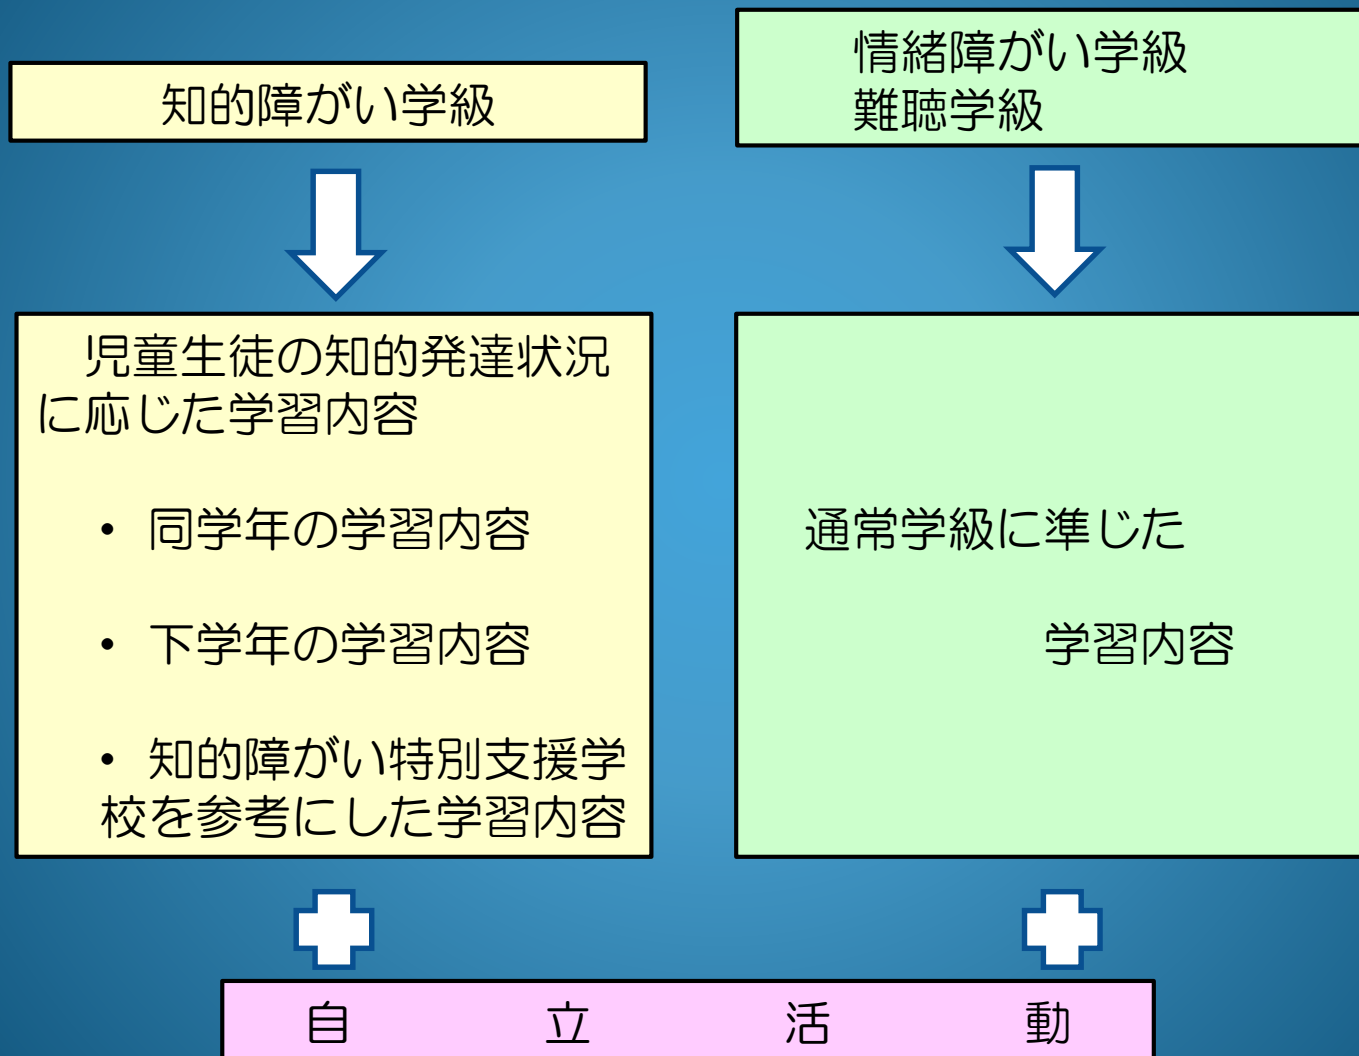 知的障がい学級
情緒障がい学級
難聴学級
児童生徒の知的発達状況
に応じた学習内容
• 同学年の学習内容
• 下学年の学習内容
• 知的障がい特別支援学
校を参考にした学習内容
通常学級に準じた
学習内容
自 立 活 動